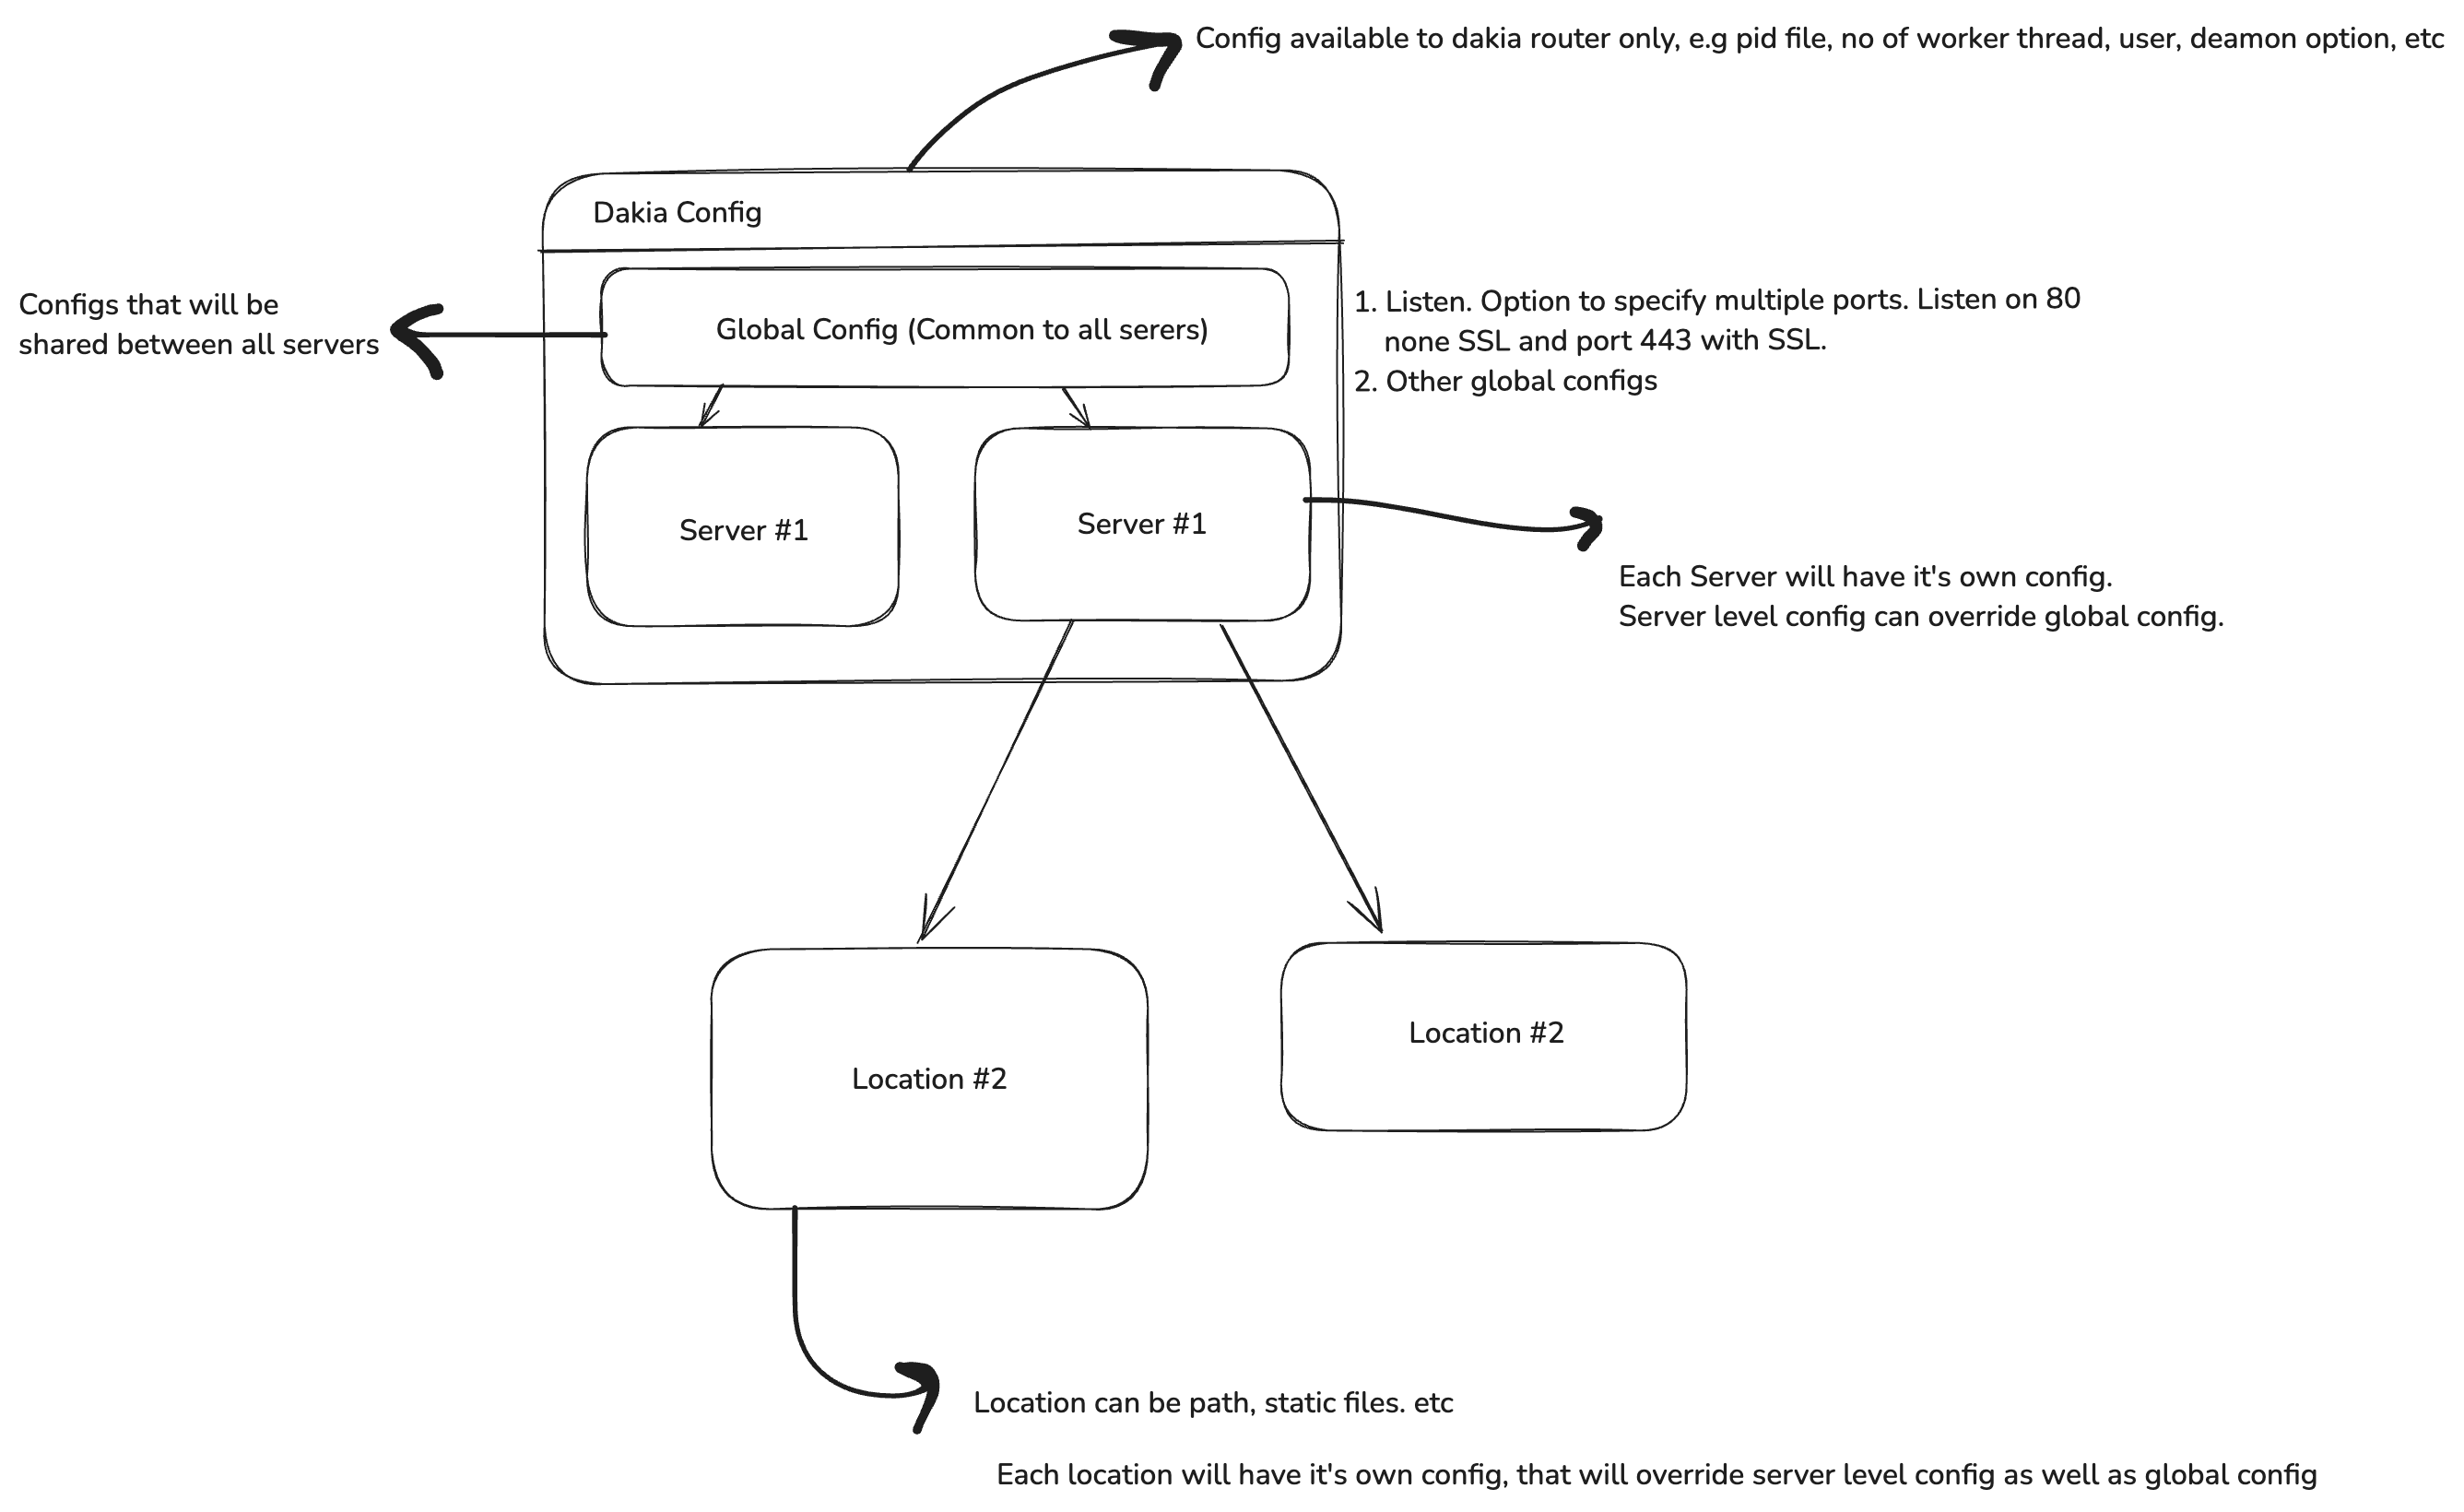 Config available to dakia router only, e.g pid file, no of worker thread, user, deamon option, etc
Dakia Config
Configs that will be
shared between all servers
Global Config (Common to all serers)
1. Listen. Option to specify multiple ports. Listen on 80
none SSL and port 443 with SSL.
2. Other global configs
Server #1
Server #1
Each Server will have it's own config.
Server level config can override global config.
Location #2
Location #2
Location can be path, static files. etc
Each location will have it's own config, that will override server level config as well as global config